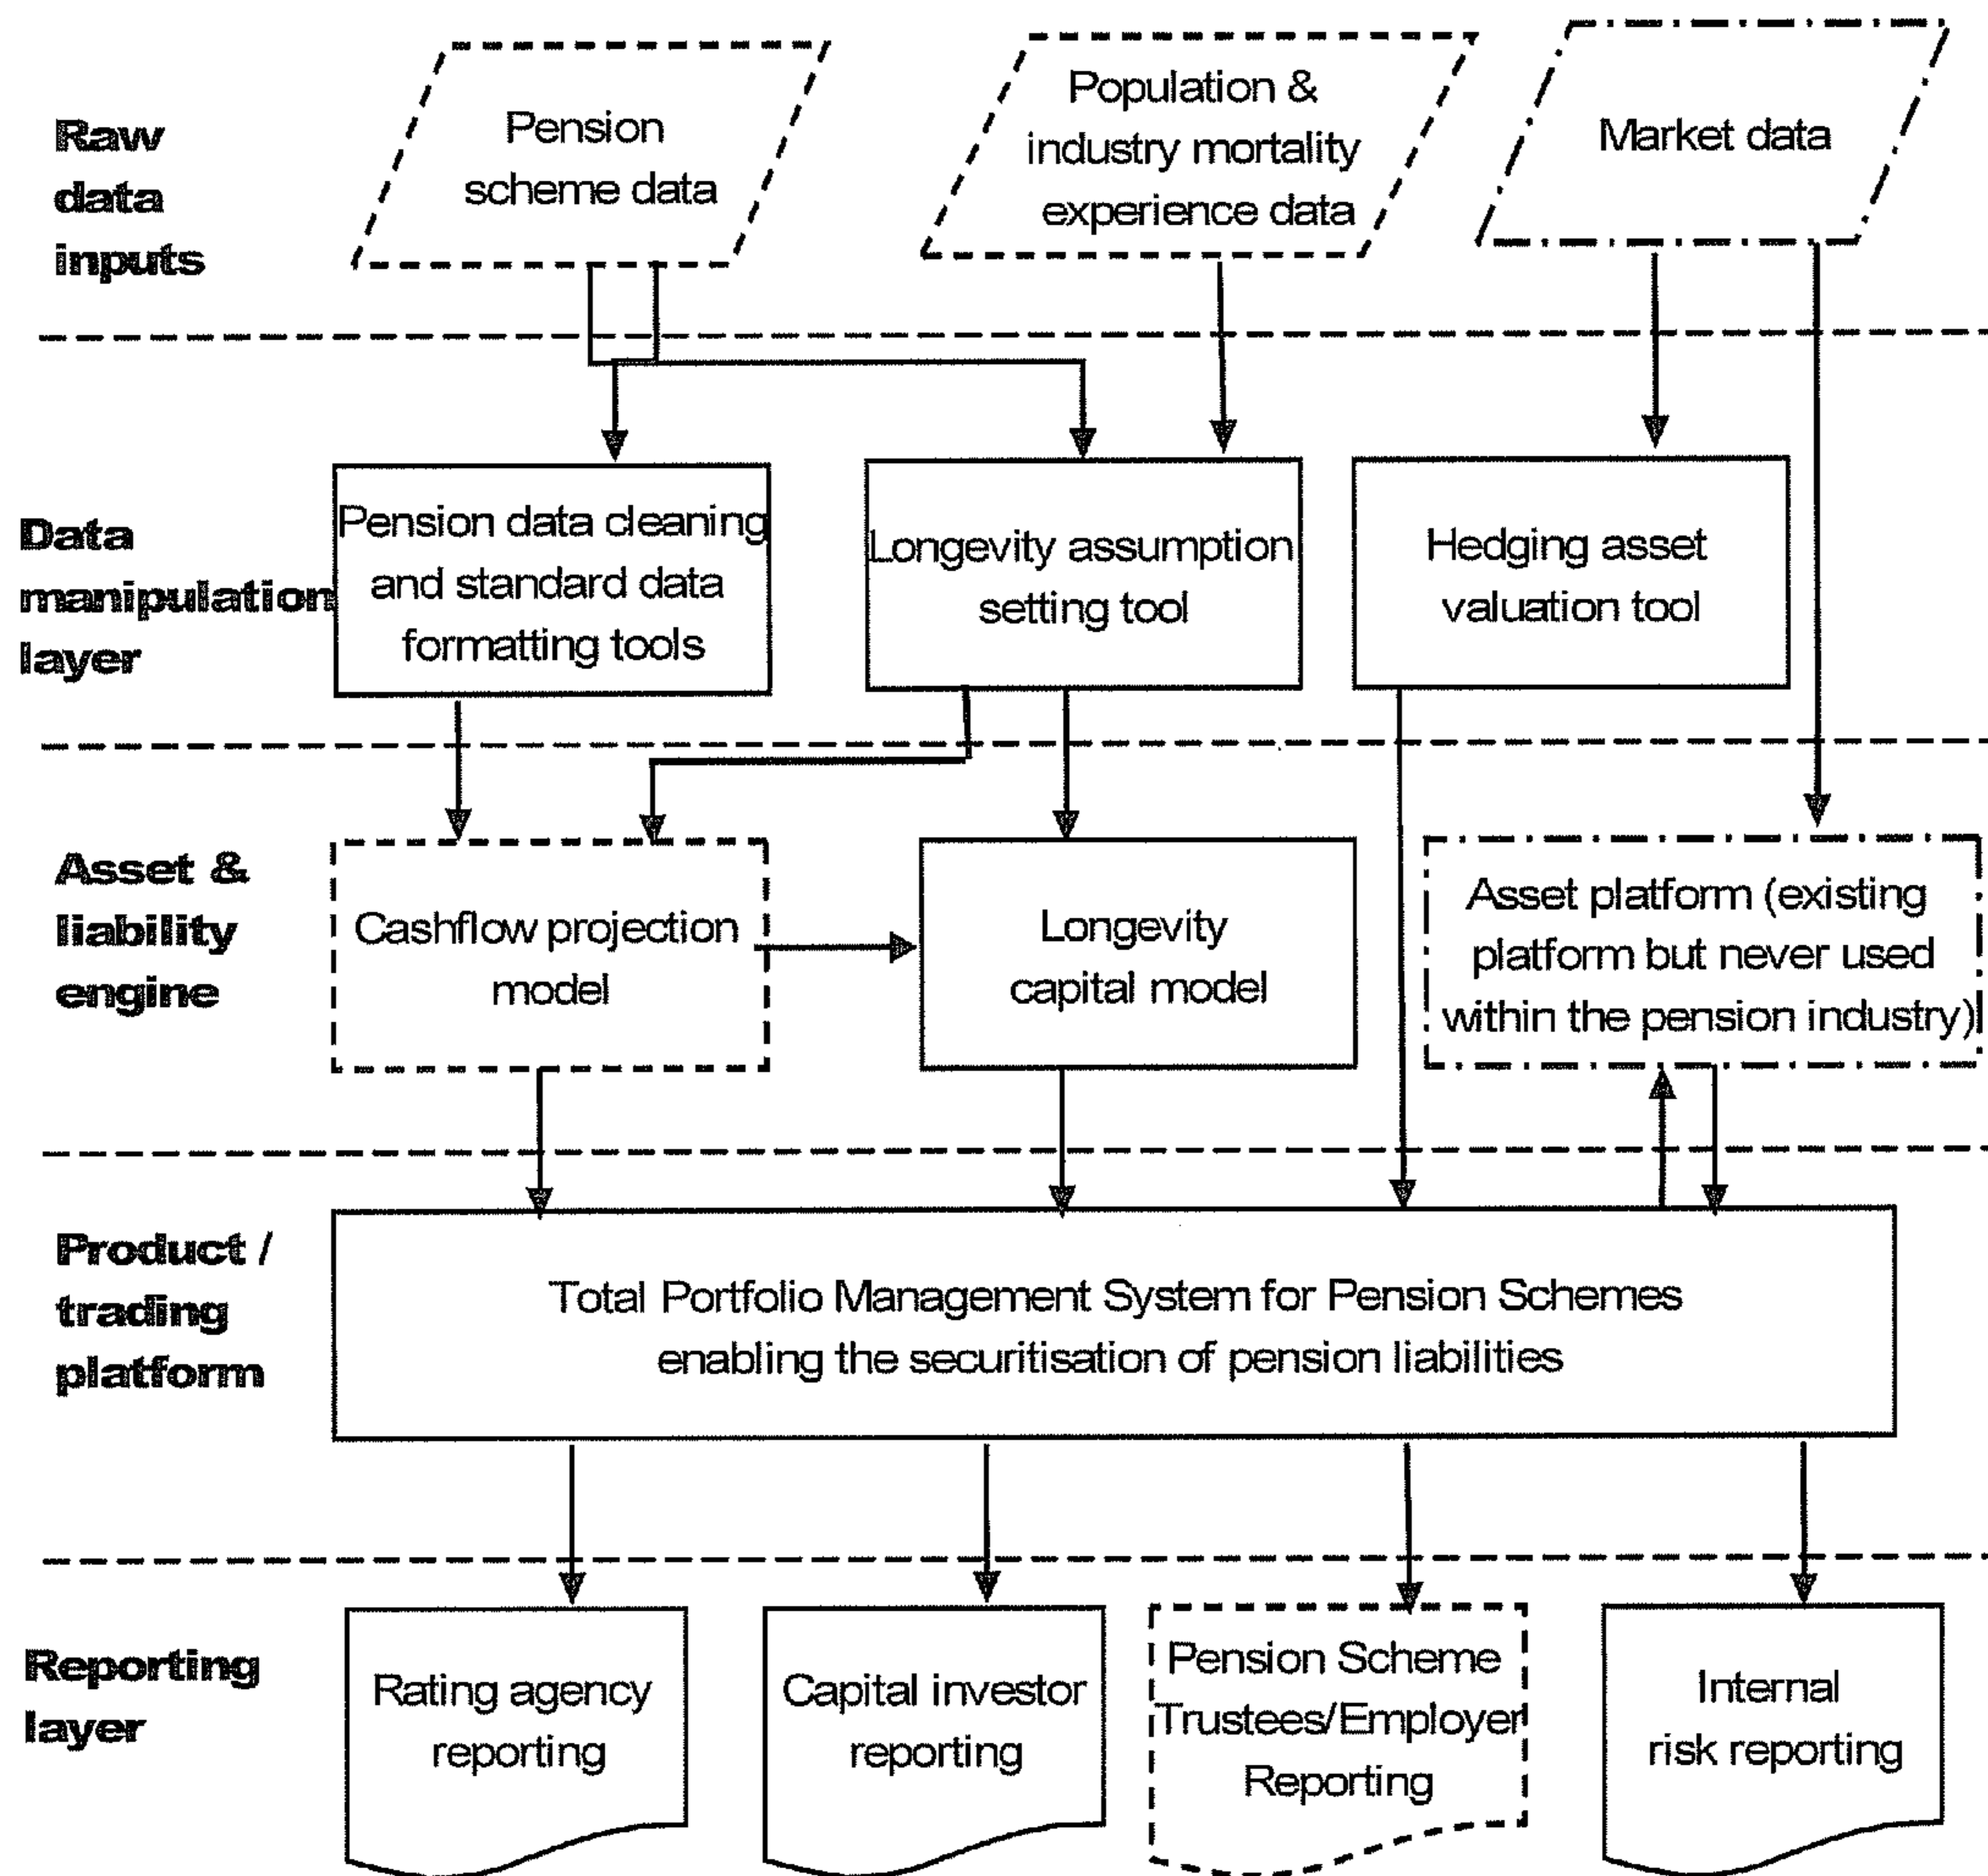 Raw
data
inputs
Pension
scheme data
Population &
industry mortality
experience data
Market data
Data
manipulation
layer
Pension data cleaning
and standard data
formatting tools
Longevity assumption
setting tool
Hedging asset
valuation tool
Asset &
liability
engine
Cashflow projection
model
Longevity
capital model
Asset platform (existing
platform but never used
within the pension industry)
Product /
trading
platform
Total Portfolio Management System for Pension Schemes
enabling the securitisation of pension liabilities
Reporting
layer
Rating agency
reporting
Capital investor
reporting
Pension Scheme
Trustees/Employer
Reporting
Internal
risk reporting